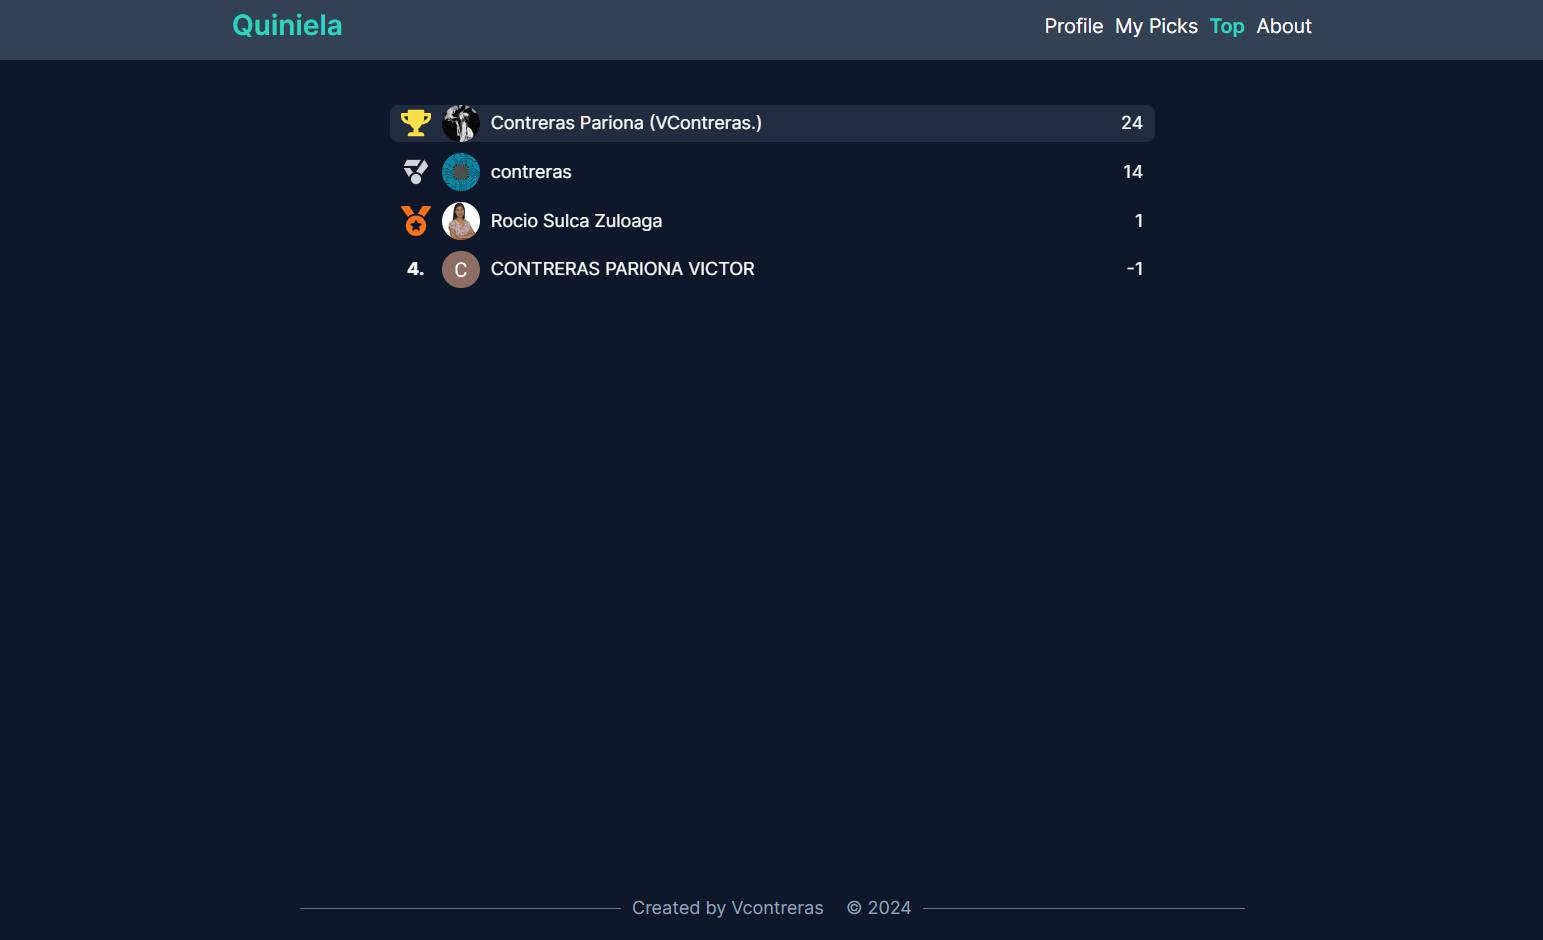 Quiniela
Profile My Picks Top About
Contreras Pariona (VContreras.) 24
contreras 14
Rocio Sulca Zuloaga 1
4. C CONTRERAS PARIONA VICTOR -1
Created by Vcontreras © 2024